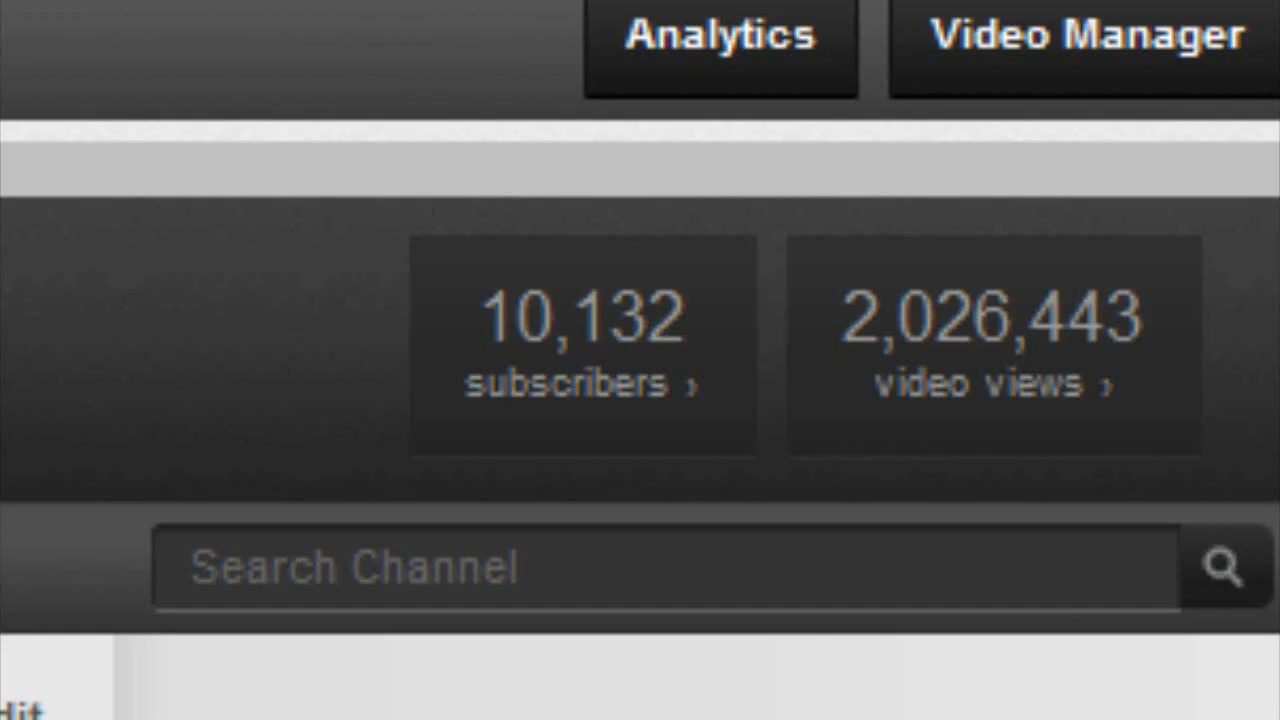 Analytics Video Manager
10,132 2,026,443
subscribers › video views ›
Search Channel